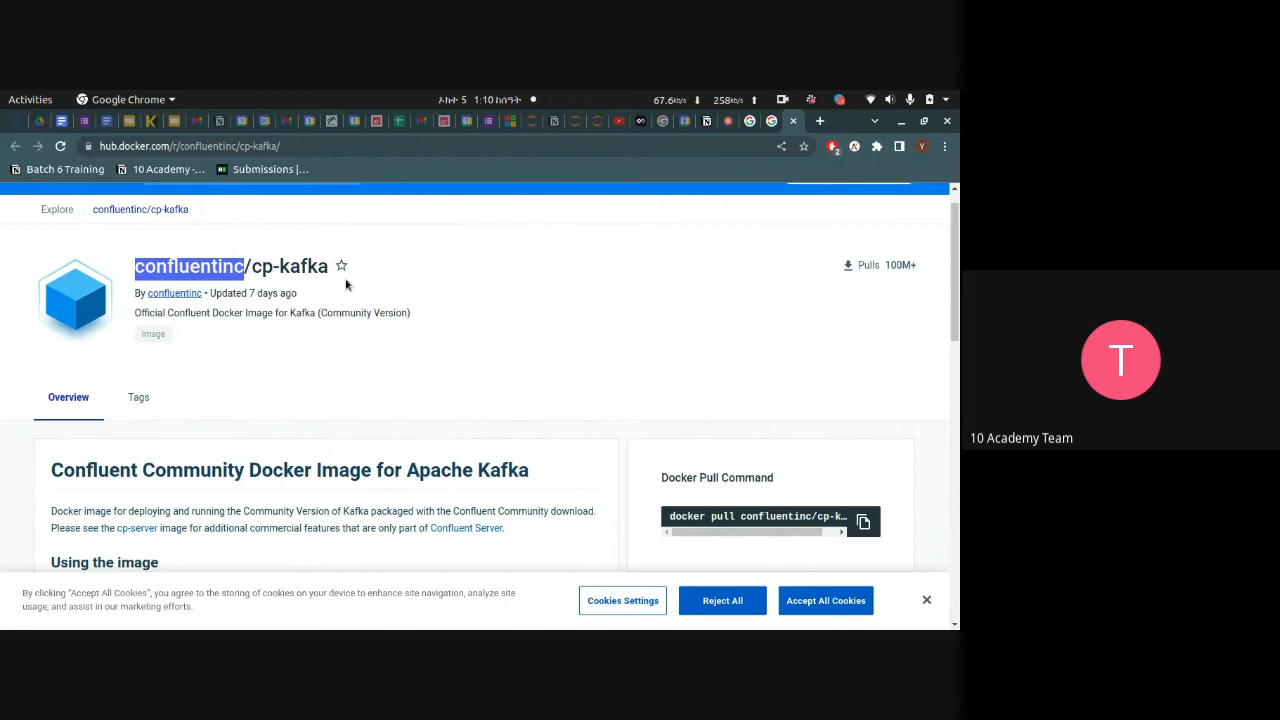 Activities
Google Chrome
1:10
67.6kb/s
258kb/s
hub.docker.com/r/confluentinc/cp-kafka/
Y
2
Batch 6 Training
10 Academy -...
Submissions |...
Explore
confluentinc/cp-kafka
confluentinc/cp-kafka
Pulls 100M+
By confluentinc • Updated 7 days ago
Official Confluent Docker Image for Kafka (Community Version)
Image
Overview
Tags
Confluent Community Docker Image for Apache Kafka
Docker image for deploying and running the Community Version of Kafka packaged with the Confluent Community download.
Please see the cp-server image for additional commercial features that are only part of Confluent Server.
Using the image
Docker Pull Command
docker pull confluentinc/cp-k…
By clicking “Accept All Cookies”, you agree to the storing of cookies on your device to enhance site navigation, analyze site
usage, and assist in our marketing efforts.
Cookies Settings
Reject All
Accept All Cookies
T
10 Academy Team